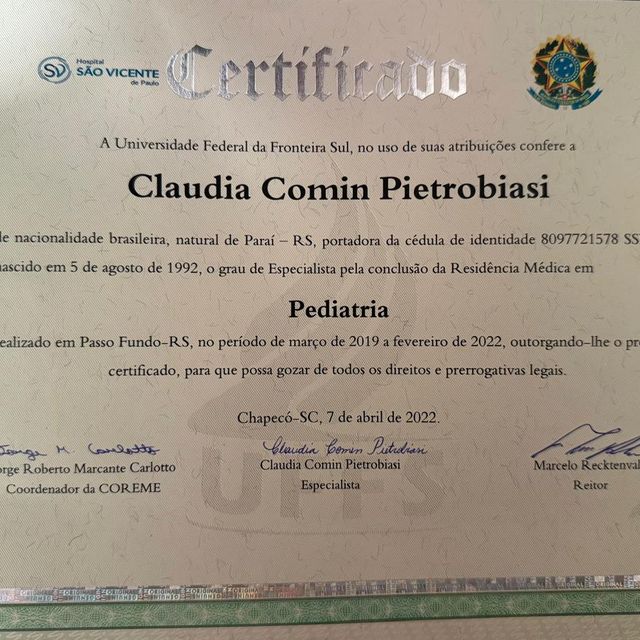 Hospital
SÃO VICENTE
de Paulo
Certificado
A Universidade Federal da Fronteira Sul, no uso de suas atribuições confere a
Claudia Comin Pietrobiasi
de nacionalidade brasileira, natural de Paraí – RS, portadora da cédula de identidade 8097721578 SS
nascido em 5 de agosto de 1992, o grau de Especialista pela conclusão da Residência Médica em
Pediatria
realizado em Passo Fundo-RS, no período de março de 2019 a fevereiro de 2022, outorgando-lhe o
certificado, para que possa gozar de todos os direitos e prerrogativas legais.
Chapecó-SC, 7 de abril de 2022.
Jorge M. Carlotto
Claudia Comin Pietrobiasi
orge Roberto Marcante Carlotto
Claudia Comin Pietrobiasi
Marcelo Recktenval
Coordenador da COREME
Especialista
Reitor
UFFS